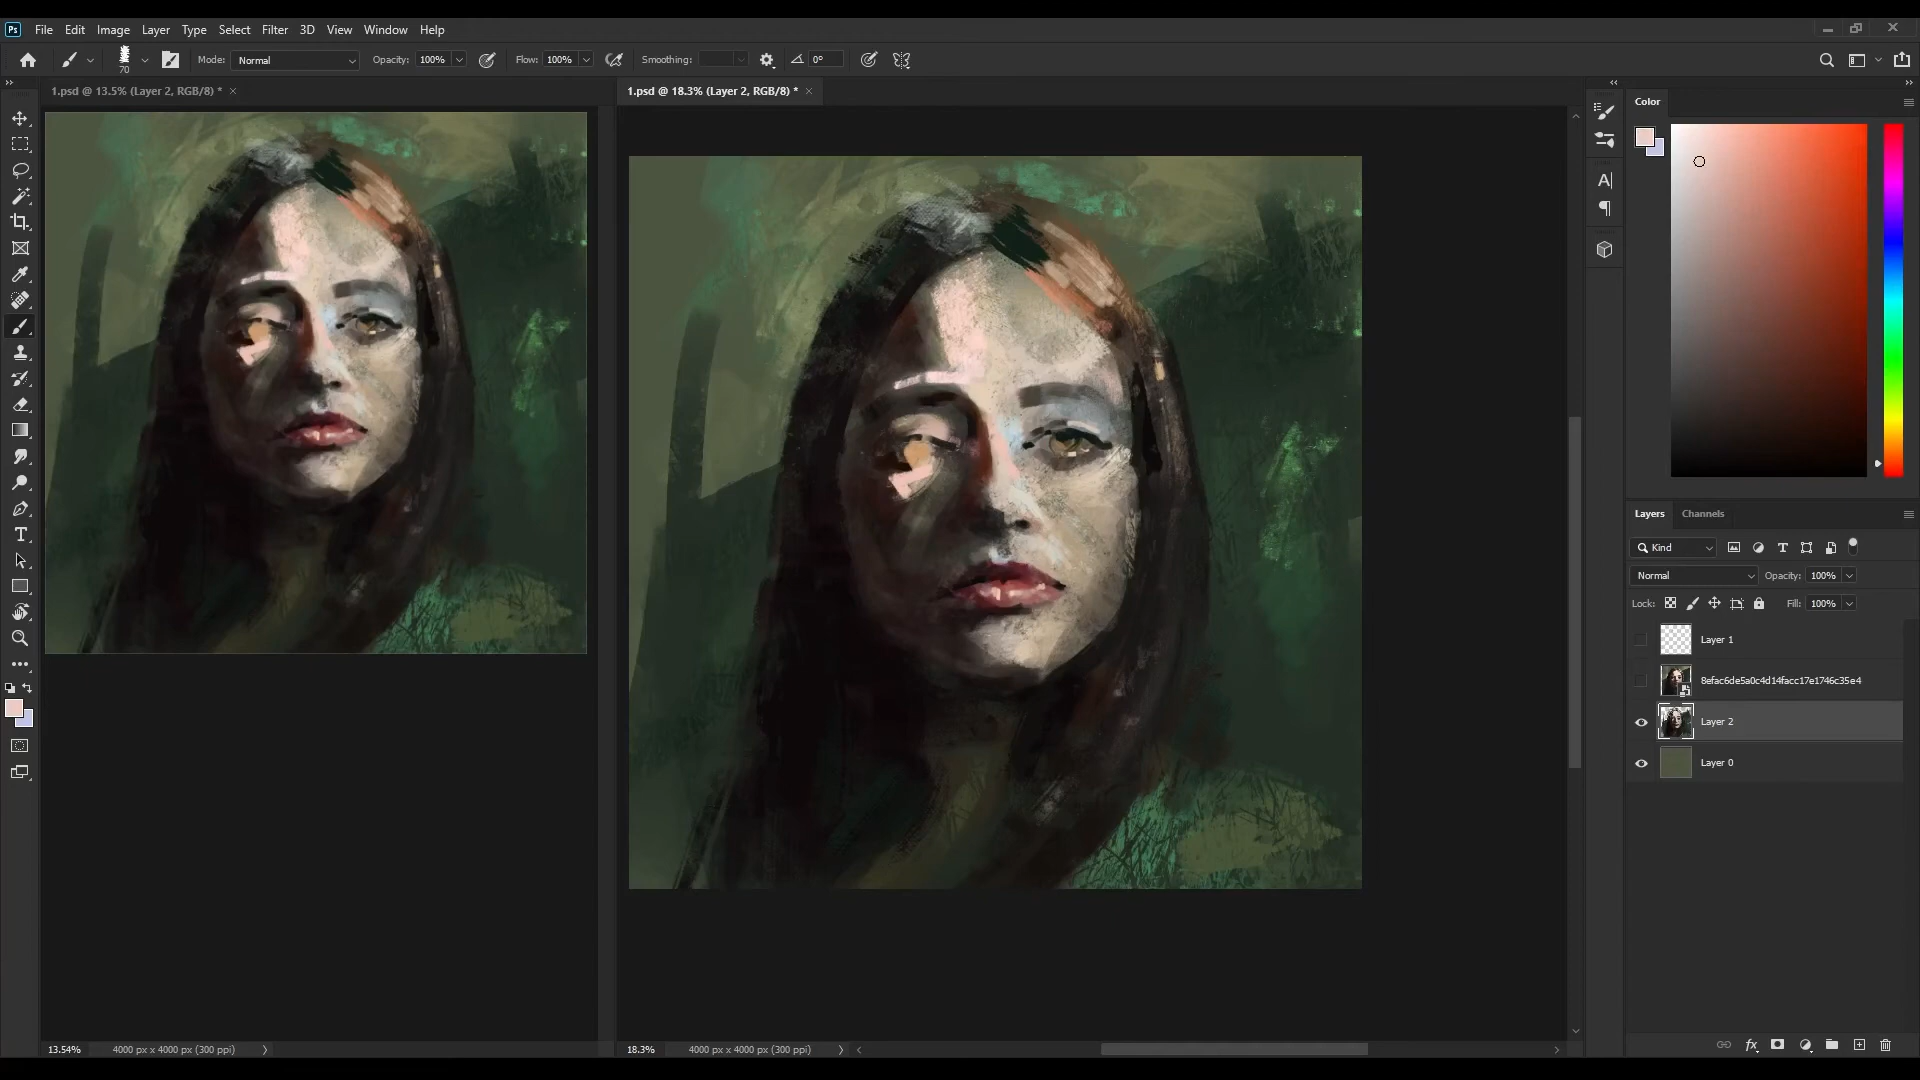 Ps File Edit Image Layer Type Select Filter 3D View Window Help
70 Mode: Normal Opacity: 100% Flow: 100% Smoothing: 0°
1.psd @ 13.5% (Layer 2, RGB/8) *
1.psd @ 18.3% (Layer 2, RGB/8) *
Color
Layers Channels
Kind
Normal Opacity: 100%
Lock: Fill: 100%
Layer 1
8efac6de5a0c4d14facc17e1746c35e4
Layer 2
Layer 0
13.54% 4000 px x 4000 px (300 ppi)
18.3% 4000 px x 4000 px (300 ppi)